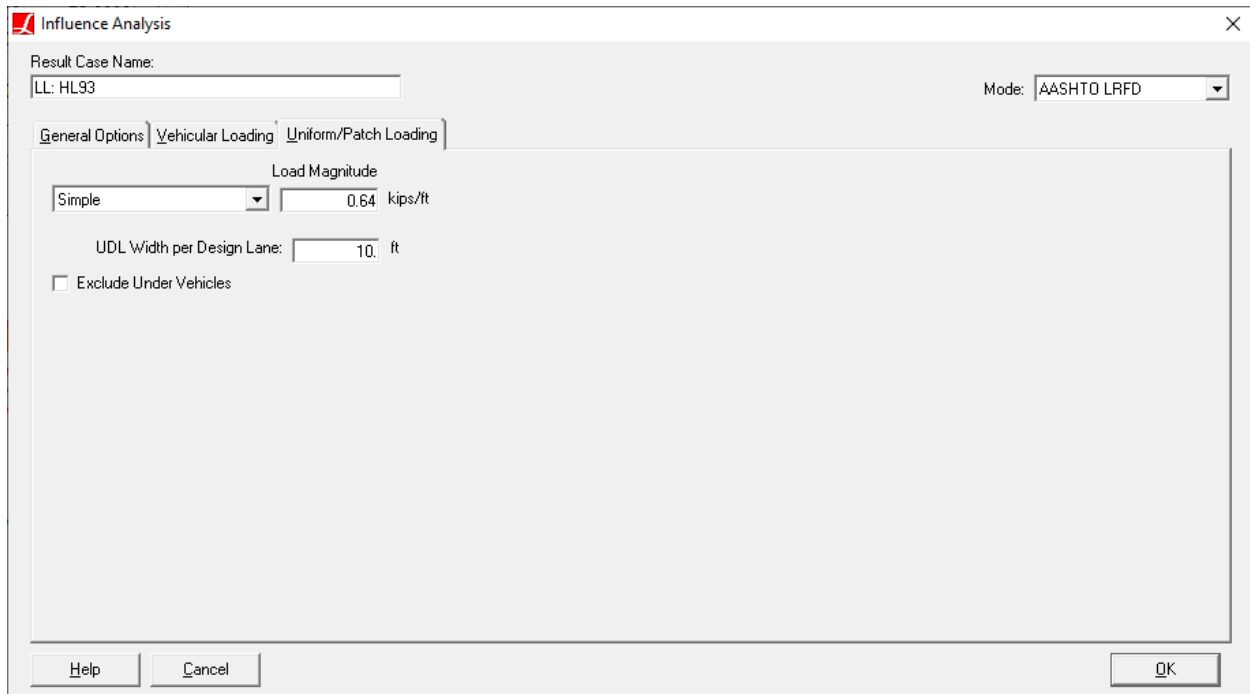 Influence Analysis
Result Case Name:
LL: HL93
Mode: AASHTO LRFD
General Options Vehicular Loading Uniform/Patch Loading
Load Magnitude
Simple 0.64 kips/ft
UDL Width per Design Lane: 10. ft
Exclude Under Vehicles
Help Cancel OK